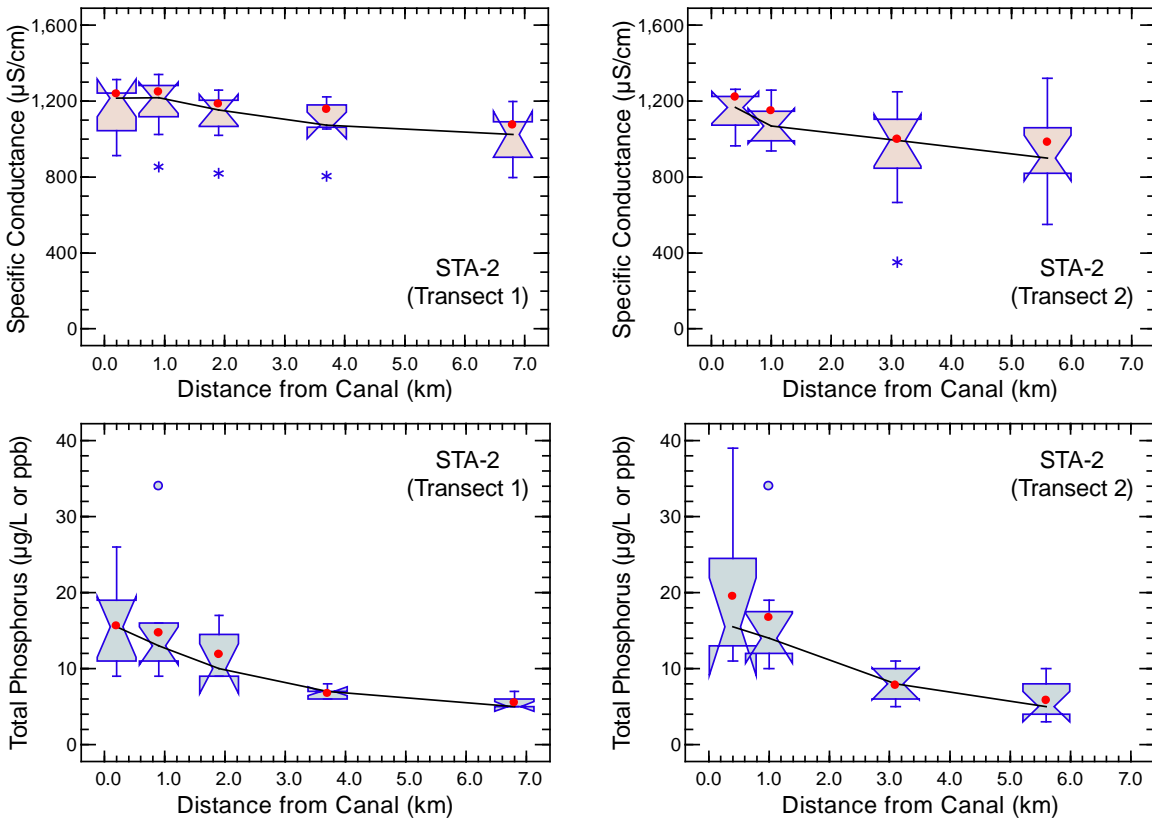 1,600
1,200
800
400
0
Specific Conductance (µS/cm)
STA-2
(Transect 1)
0.0 1.0 2.0 3.0 4.0 5.0 6.0 7.0
Distance from Canal (km)
1,600
1,200
800
400
0
Specific Conductance (µS/cm)
STA-2
(Transect 2)
0.0 1.0 2.0 3.0 4.0 5.0 6.0 7.0
Distance from Canal (km)
40
30
20
10
0
Total Phosphorus (µg/L or ppb)
STA-2
(Transect 1)
0.0 1.0 2.0 3.0 4.0 5.0 6.0 7.0
Distance from Canal (km)
40
30
20
10
0
Total Phosphorus (µg/L or ppb)
STA-2
(Transect 2)
0.0 1.0 2.0 3.0 4.0 5.0 6.0 7.0
Distance from Canal (km)